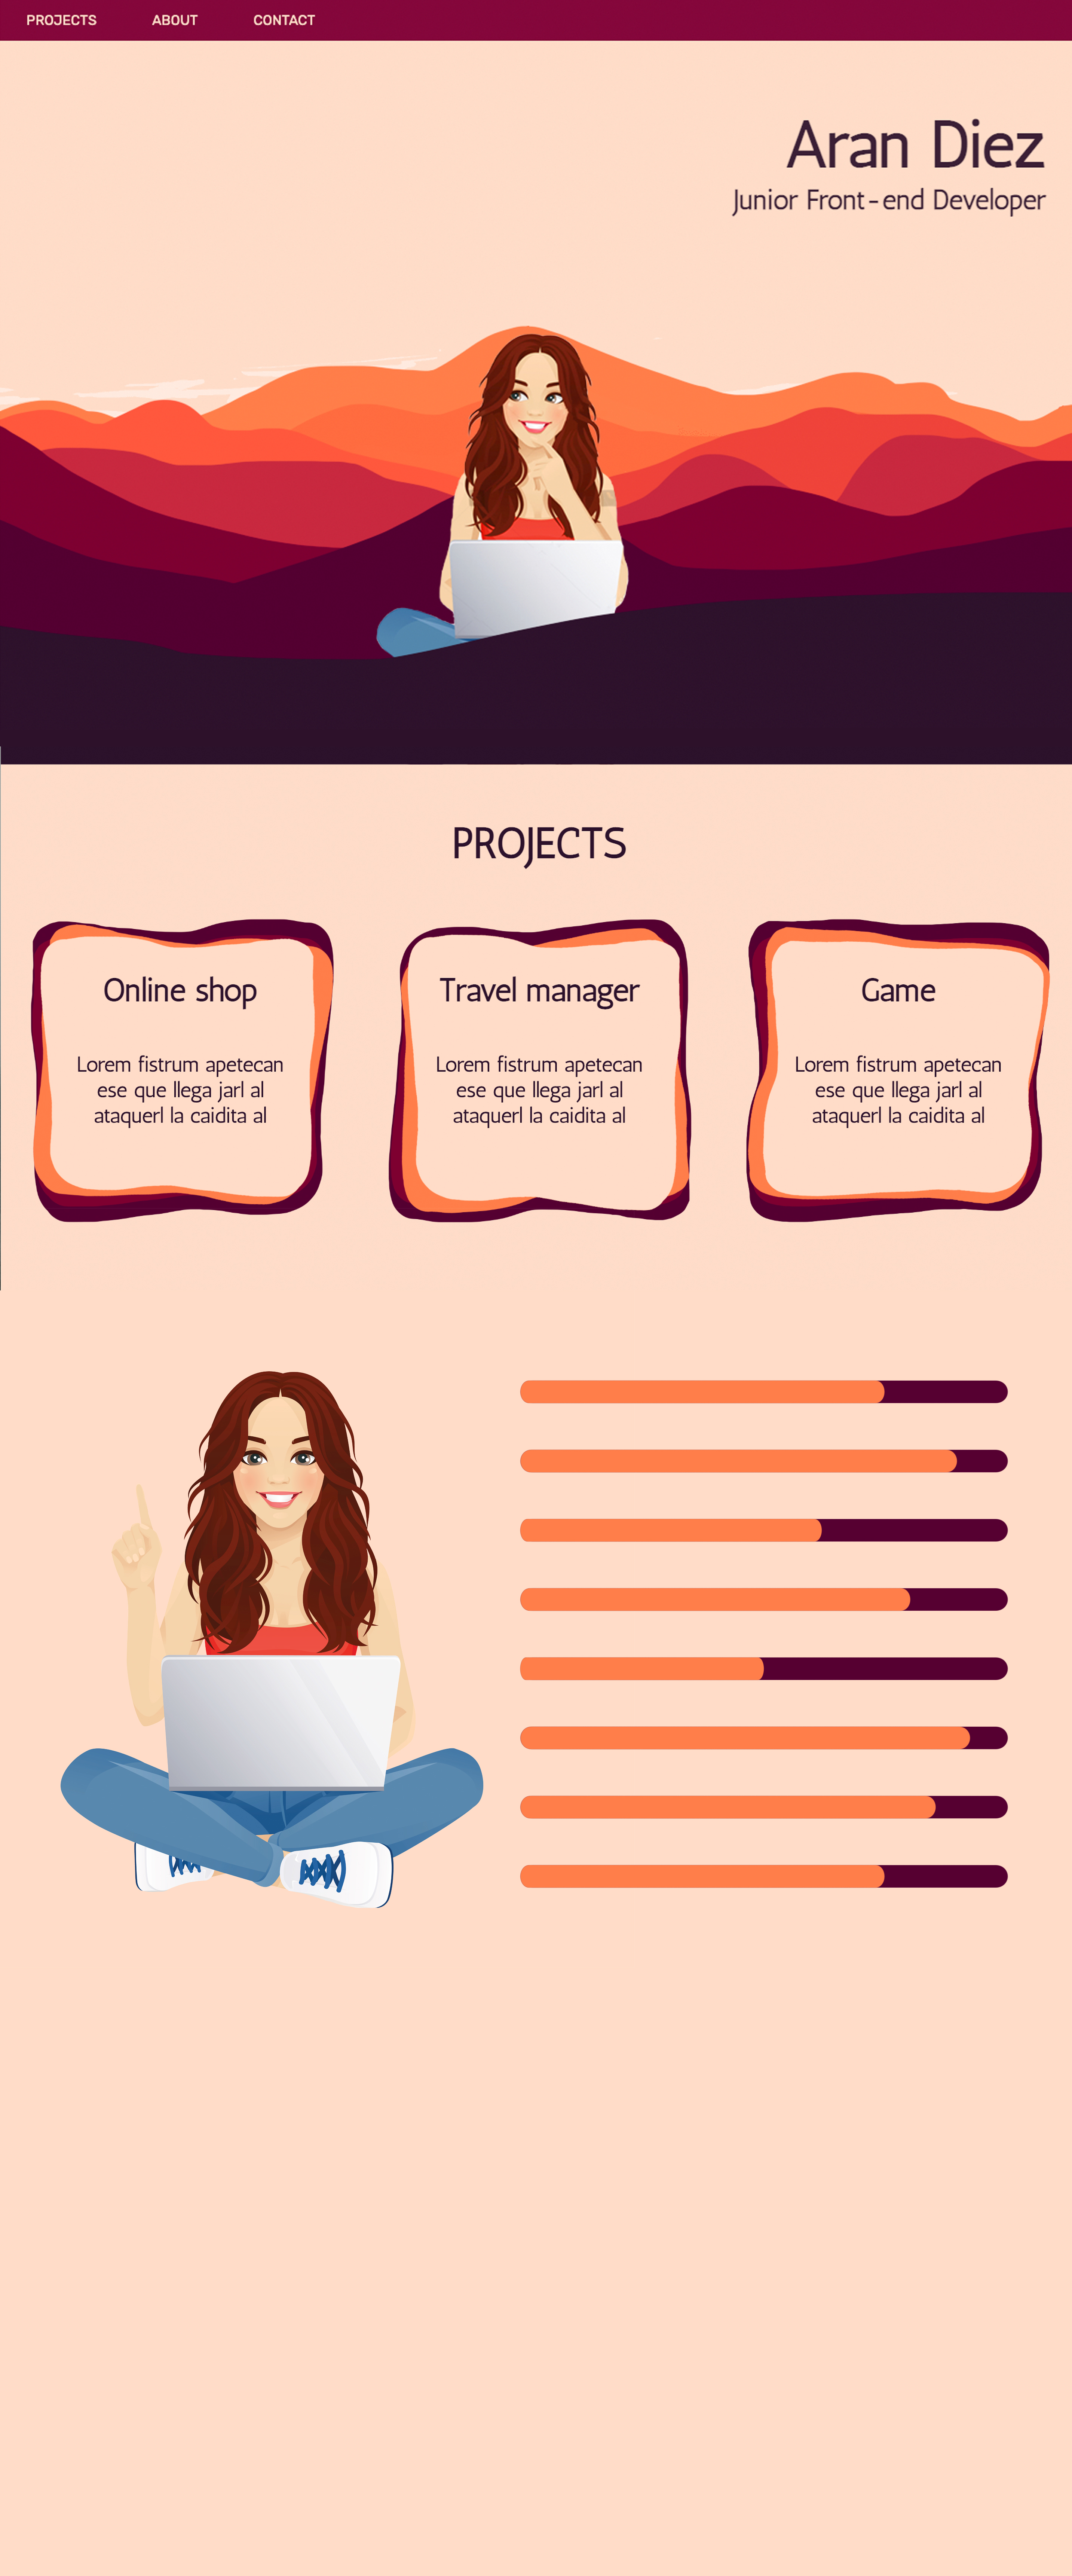 PROJECTS ABOUT CONTACT
Aran Diez
Junior Front-end Developer
PROJECTS
Online shop
Lorem fistrum apetecan
ese que llega jarl al
ataquerl la caidita al
Travel manager
Lorem fistrum apetecan
ese que llega jarl al
ataquerl la caidita al
Game
Lorem fistrum apetecan
ese que llega jarl al
ataquerl la caidita al